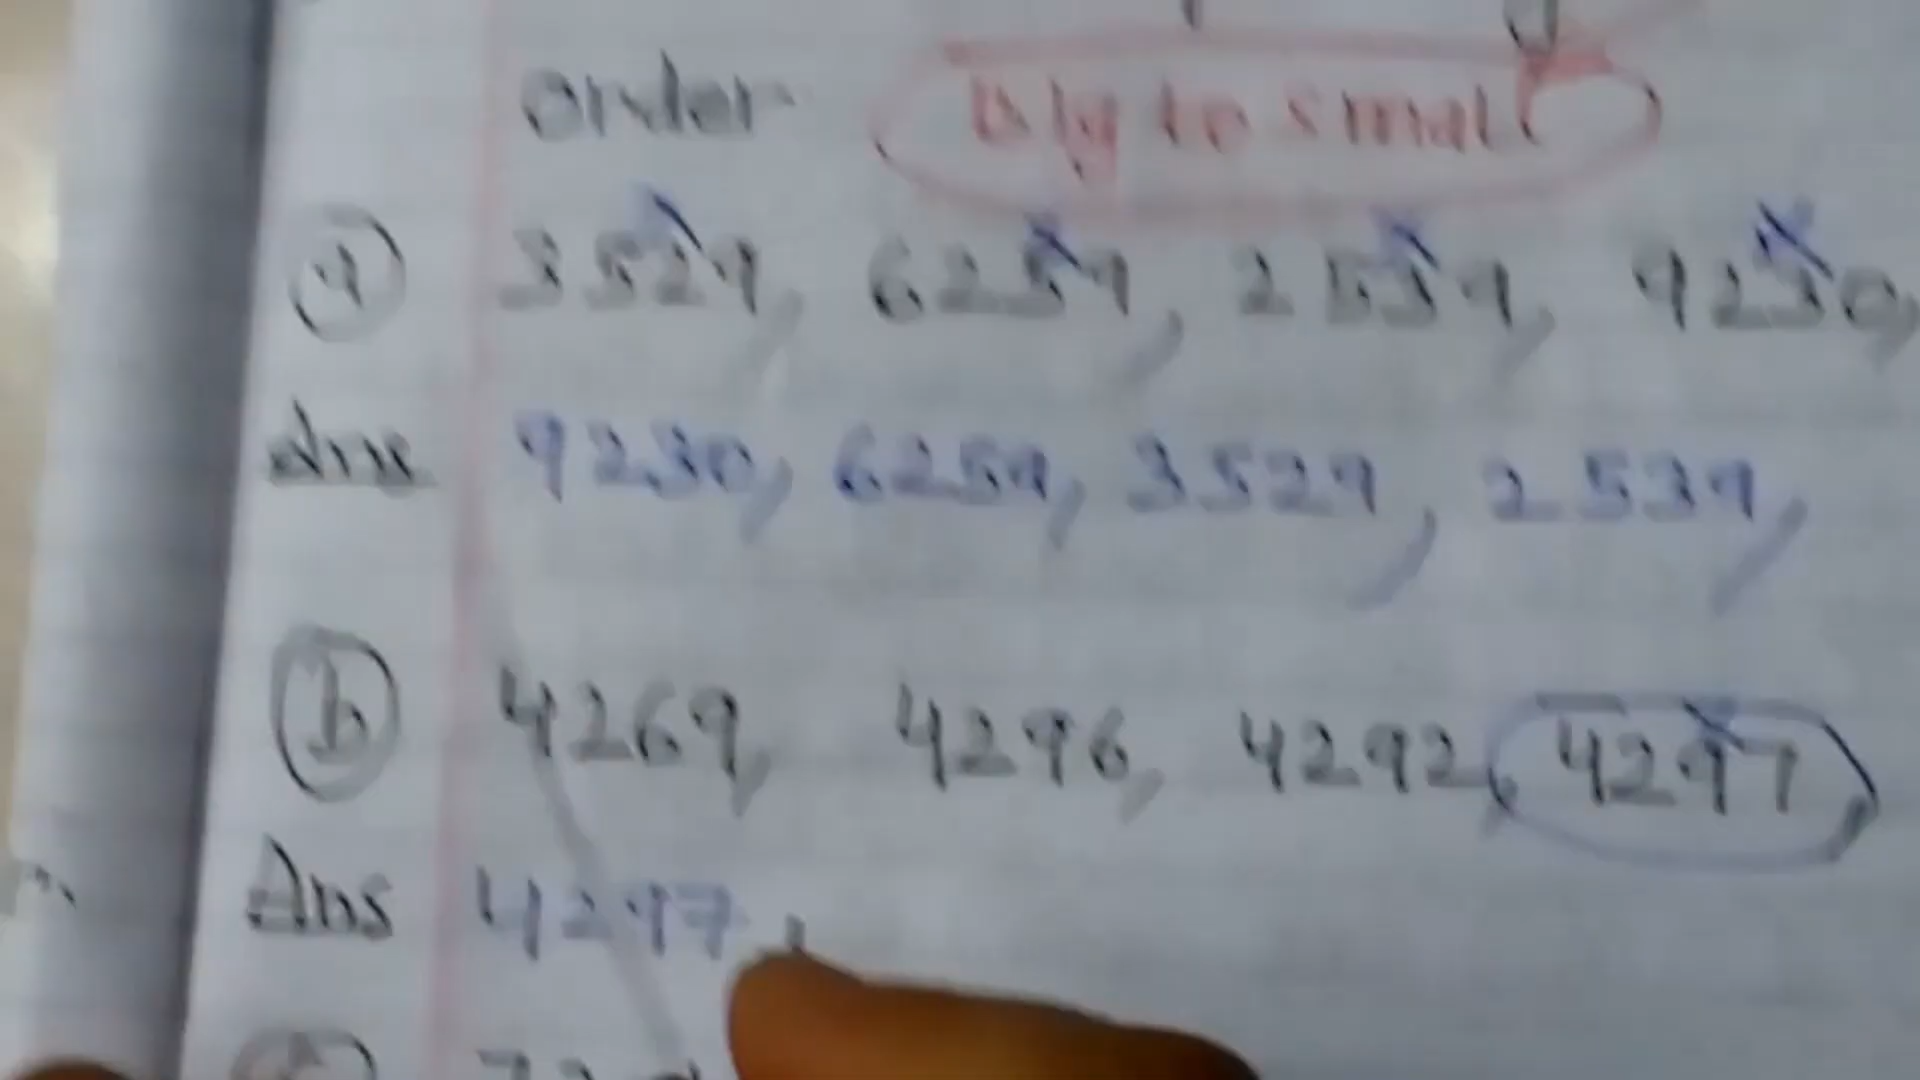 order big to small
(a) 3529, 6259, 2539, 9230,
Ans 9230, 6259, 3529, 2539,
(b) 4269, 4296, 4292, 4297,
Ans 4297